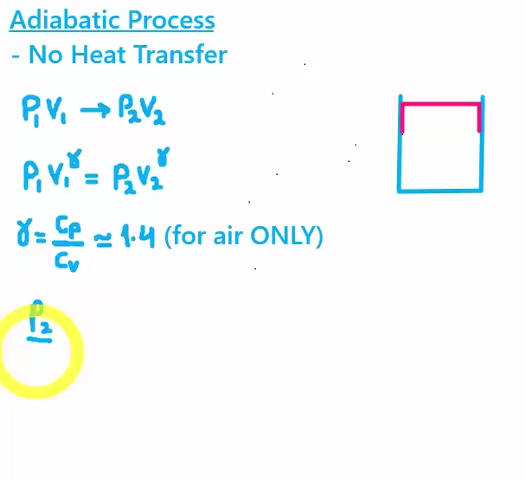 Adiabatic Process
- No Heat Transfer
P₁V₁ → P₂V₂
P₁V₁^γ = P₂V₂^γ
γ = Cp/Cv ≃ 1.4 (for air ONLY)
P₂